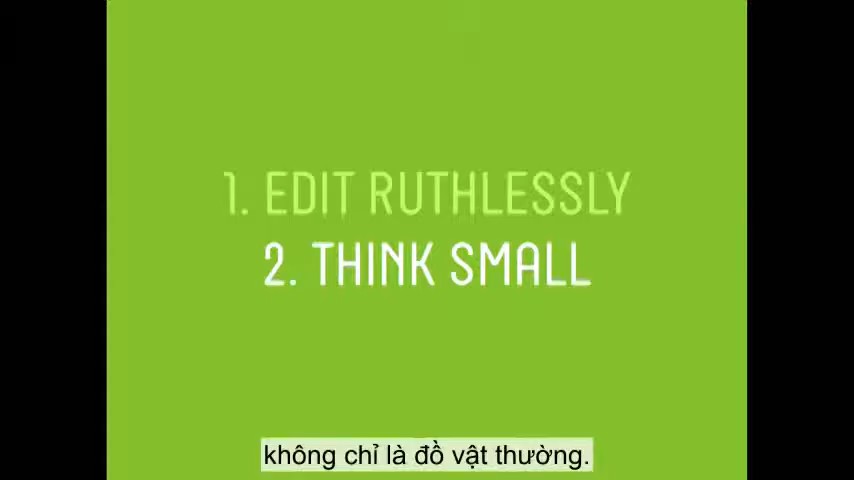 1. EDIT RUTHLESSLY
2. THINK SMALL
không chỉ là đồ vật thường.